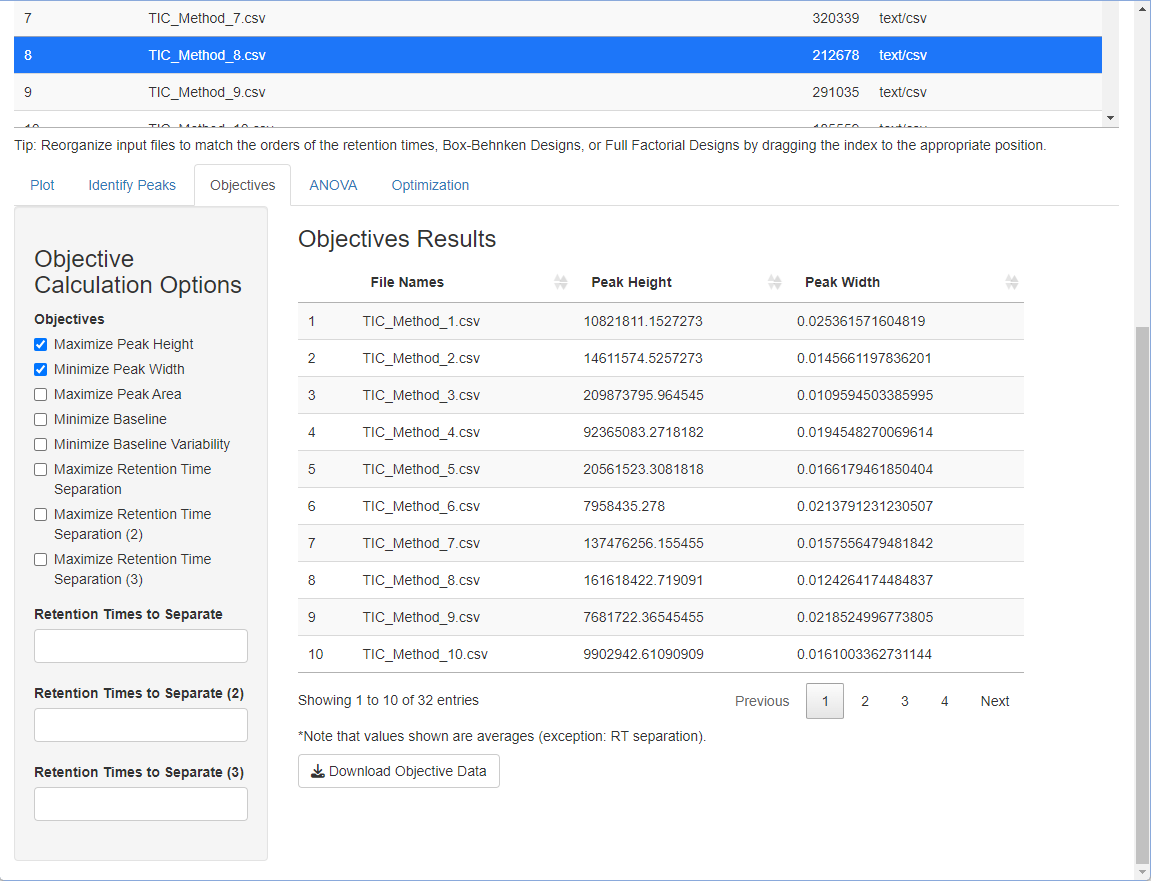 7 TIC_Method_7.csv 320339 text/csv
8 TIC_Method_8.csv 212678 text/csv
9 TIC_Method_9.csv 291035 text/csv
Tip: Reorganize input files to match the orders of the retention times, Box-Behnken Designs, or Full Factorial Designs by dragging the index to the appropriate position.
Plot Identify Peaks Objectives ANOVA Optimization
Objective
Calculation Options
Objectives
Maximize Peak Height
Minimize Peak Width
Maximize Peak Area
Minimize Baseline
Minimize Baseline Variability
Maximize Retention Time
Separation
Maximize Retention Time
Separation (2)
Maximize Retention Time
Separation (3)
Retention Times to Separate
Retention Times to Separate (2)
Retention Times to Separate (3)
Objectives Results
File Names Peak Height Peak Width
1 TIC_Method_1.csv 10821811.1527273 0.025361571604819
2 TIC_Method_2.csv 14611574.5257273 0.0145661197836201
3 TIC_Method_3.csv 209873795.964545 0.0109594503385995
4 TIC_Method_4.csv 92365083.2718182 0.0194548270069614
5 TIC_Method_5.csv 20561523.3081818 0.0166179461850404
6 TIC_Method_6.csv 7958435.278 0.0213791231230507
7 TIC_Method_7.csv 137476256.155455 0.0157556479481842
8 TIC_Method_8.csv 161618422.719091 0.0124264174484837
9 TIC_Method_9.csv 7681722.36545455 0.0218524996773805
10 TIC_Method_10.csv 9902942.61090909 0.0161003362731144
Showing 1 to 10 of 32 entries
Previous 1 2 3 4 Next
*Note that values shown are averages (exception: RT separation).
Download Objective Data